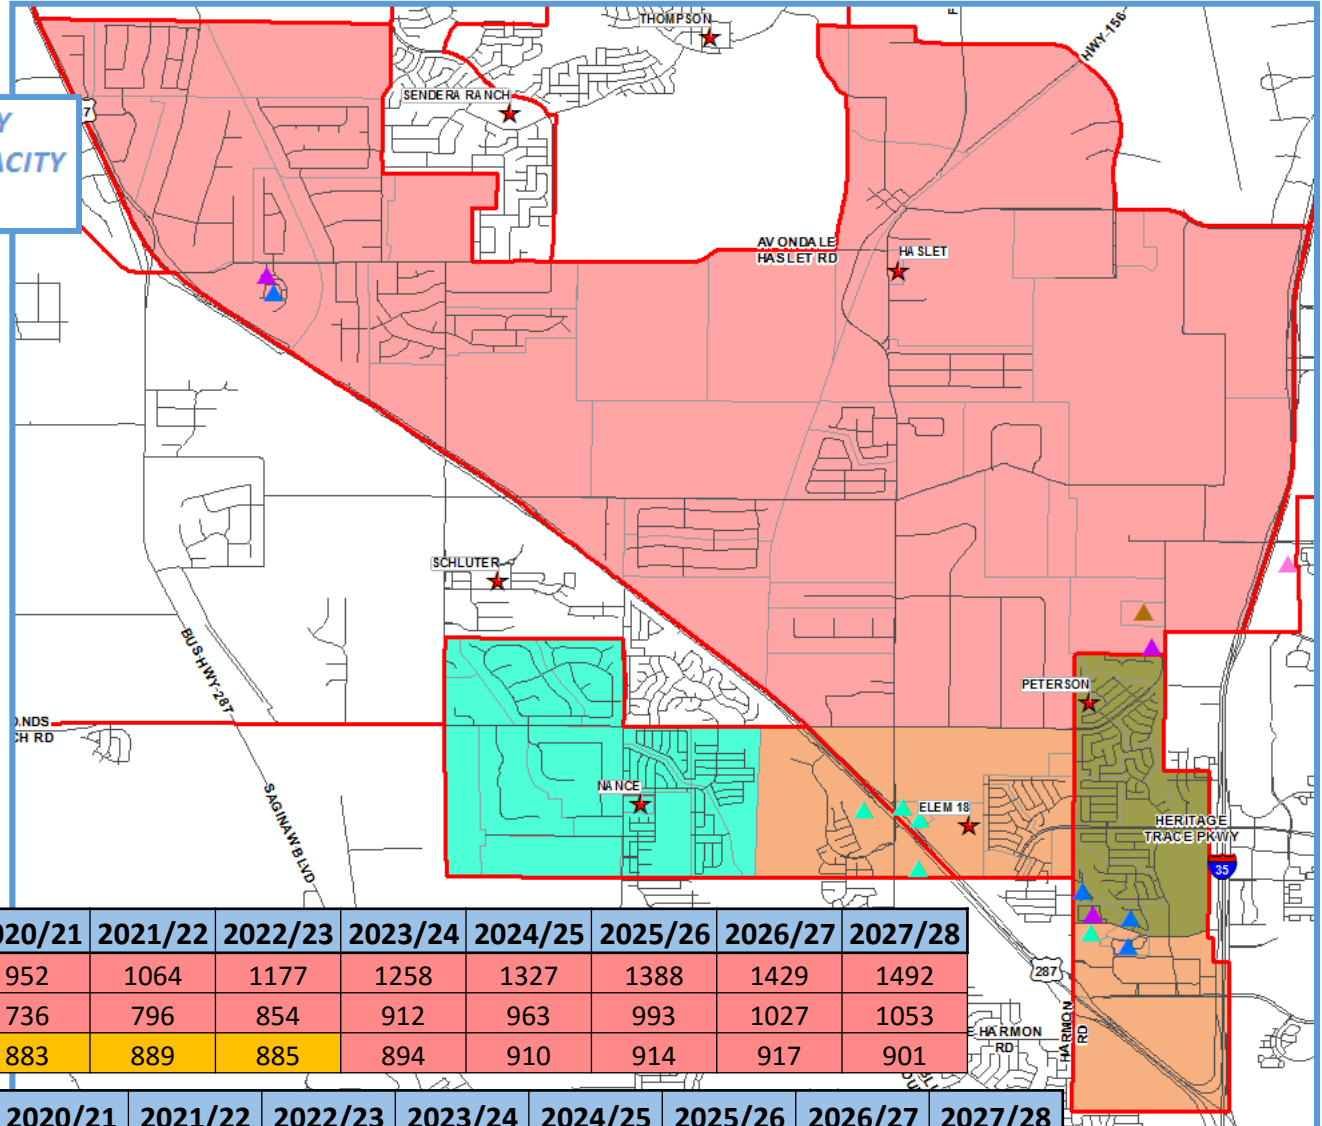 THOMPSON
F
HWY-156
SENDERA RANCH
Y
ACITY
7
AVONDALE
HASLET RD
HASLET
SCHLUTER
BUS-HWY-287
PETERSON
NDS
CH RD
SAGINAW BLVD
NANCE
ELEM 18
HERITAGE
TRACE PKWY
35
287
HARMON
RD
E HARMON
RD
020/21 2021/22 2022/23 2023/24 2024/25 2025/26 2026/27 2027/28
952 1064 1177 1258 1327 1388 1429 1492
736 796 854 912 963 993 1027 1053
883 889 885 894 910 914 917 901
2020/21 2021/22 2022/23 2023/24 2024/25 2025/26 2026/27 2027/28